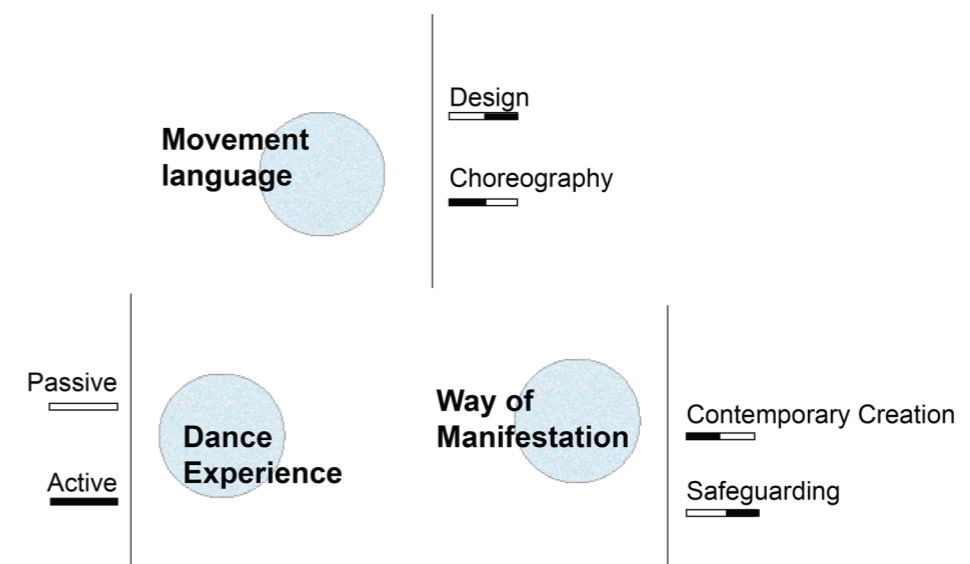 Design
Movement
language
Choreography
Passive
Way of
Manifestation
Contemporary Creation
Dance
Experience
Active
Safeguarding